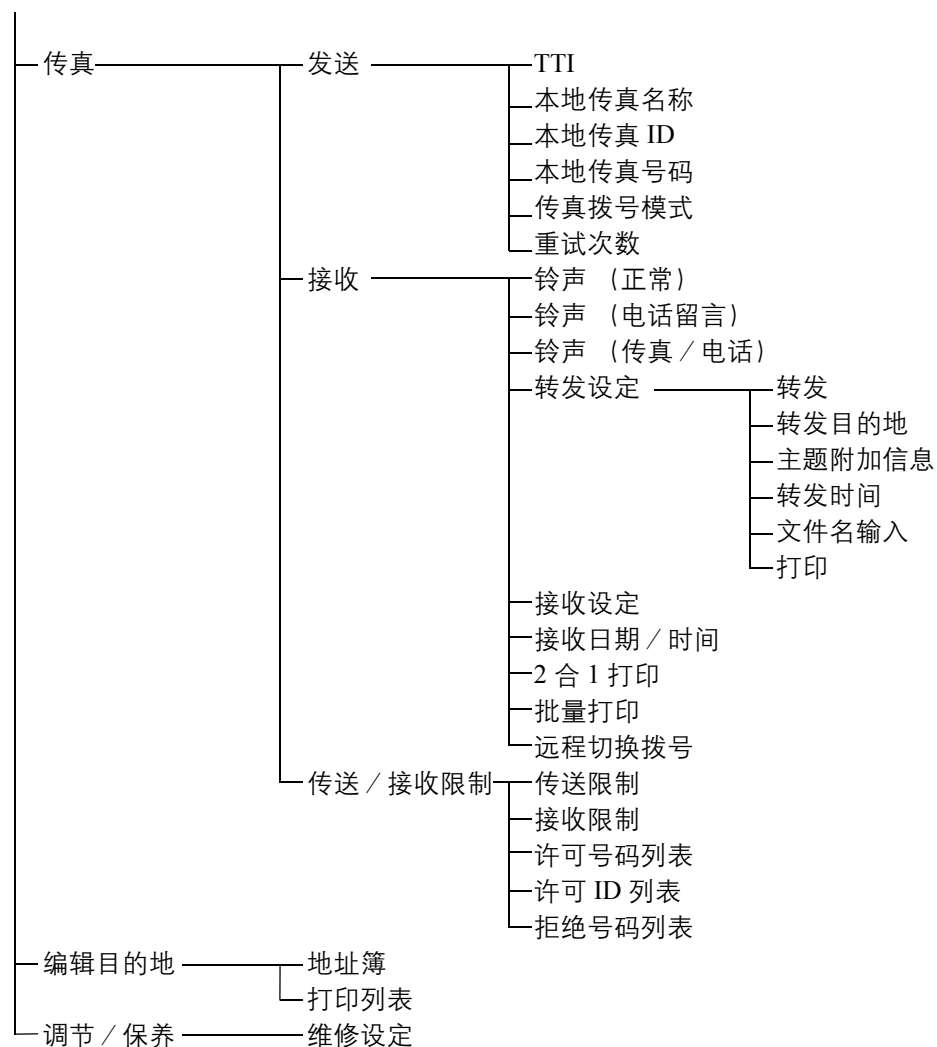 传真 发送 TTI
本地传真名称
本地传真 ID
本地传真号码
传真拨号模式
重试次数
接收 铃声 （正常）
铃声 （电话留言）
铃声 （传真／电话）
转发设定 转发
转发目的地
主题附加信息
转发时间
文件名输入
打印
接收设定
接收日期／时间
2 合 1 打印
批量打印
远程切换拨号
传送／接收限制 传送限制
接收限制
许可号码列表
许可 ID 列表
拒绝号码列表
编辑目的地 地址簿
打印列表
调节／保养 维修设定